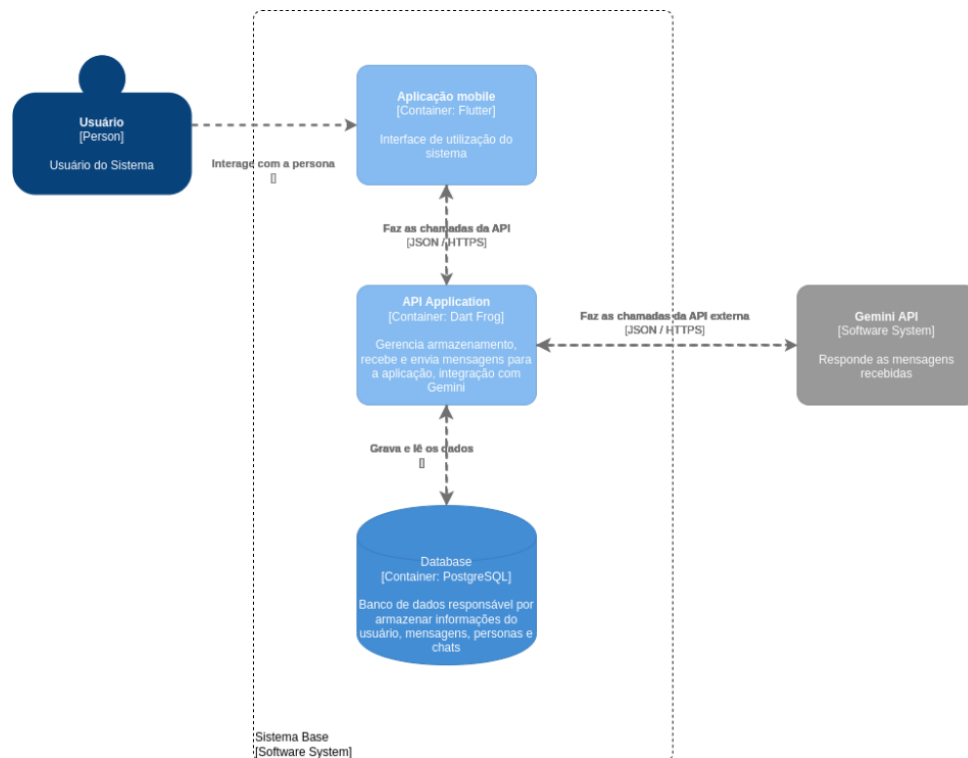 Usuário
[Person]
Usuário do Sistema
Interage com a persona
[]
Aplicação mobile
[Container: Flutter]
Interface de utilização do
sistema
Faz as chamadas da API
[JSON / HTTPS]
API Application
[Container: Dart Frog]
Gerencia armazenamento,
recebe e envia mensagens para
a aplicação, integração com
Gemini
Faz as chamadas da API externa
[JSON / HTTPS]
Gemini API
[Software System]
Responde as mensagens
recebidas
Grava e lê os dados
[]
Database
[Container: PostgreSQL]
Banco de dados responsável por
armazenar informações do
usuário, mensagens, personas e
chats
Sistema Base
[Software System]